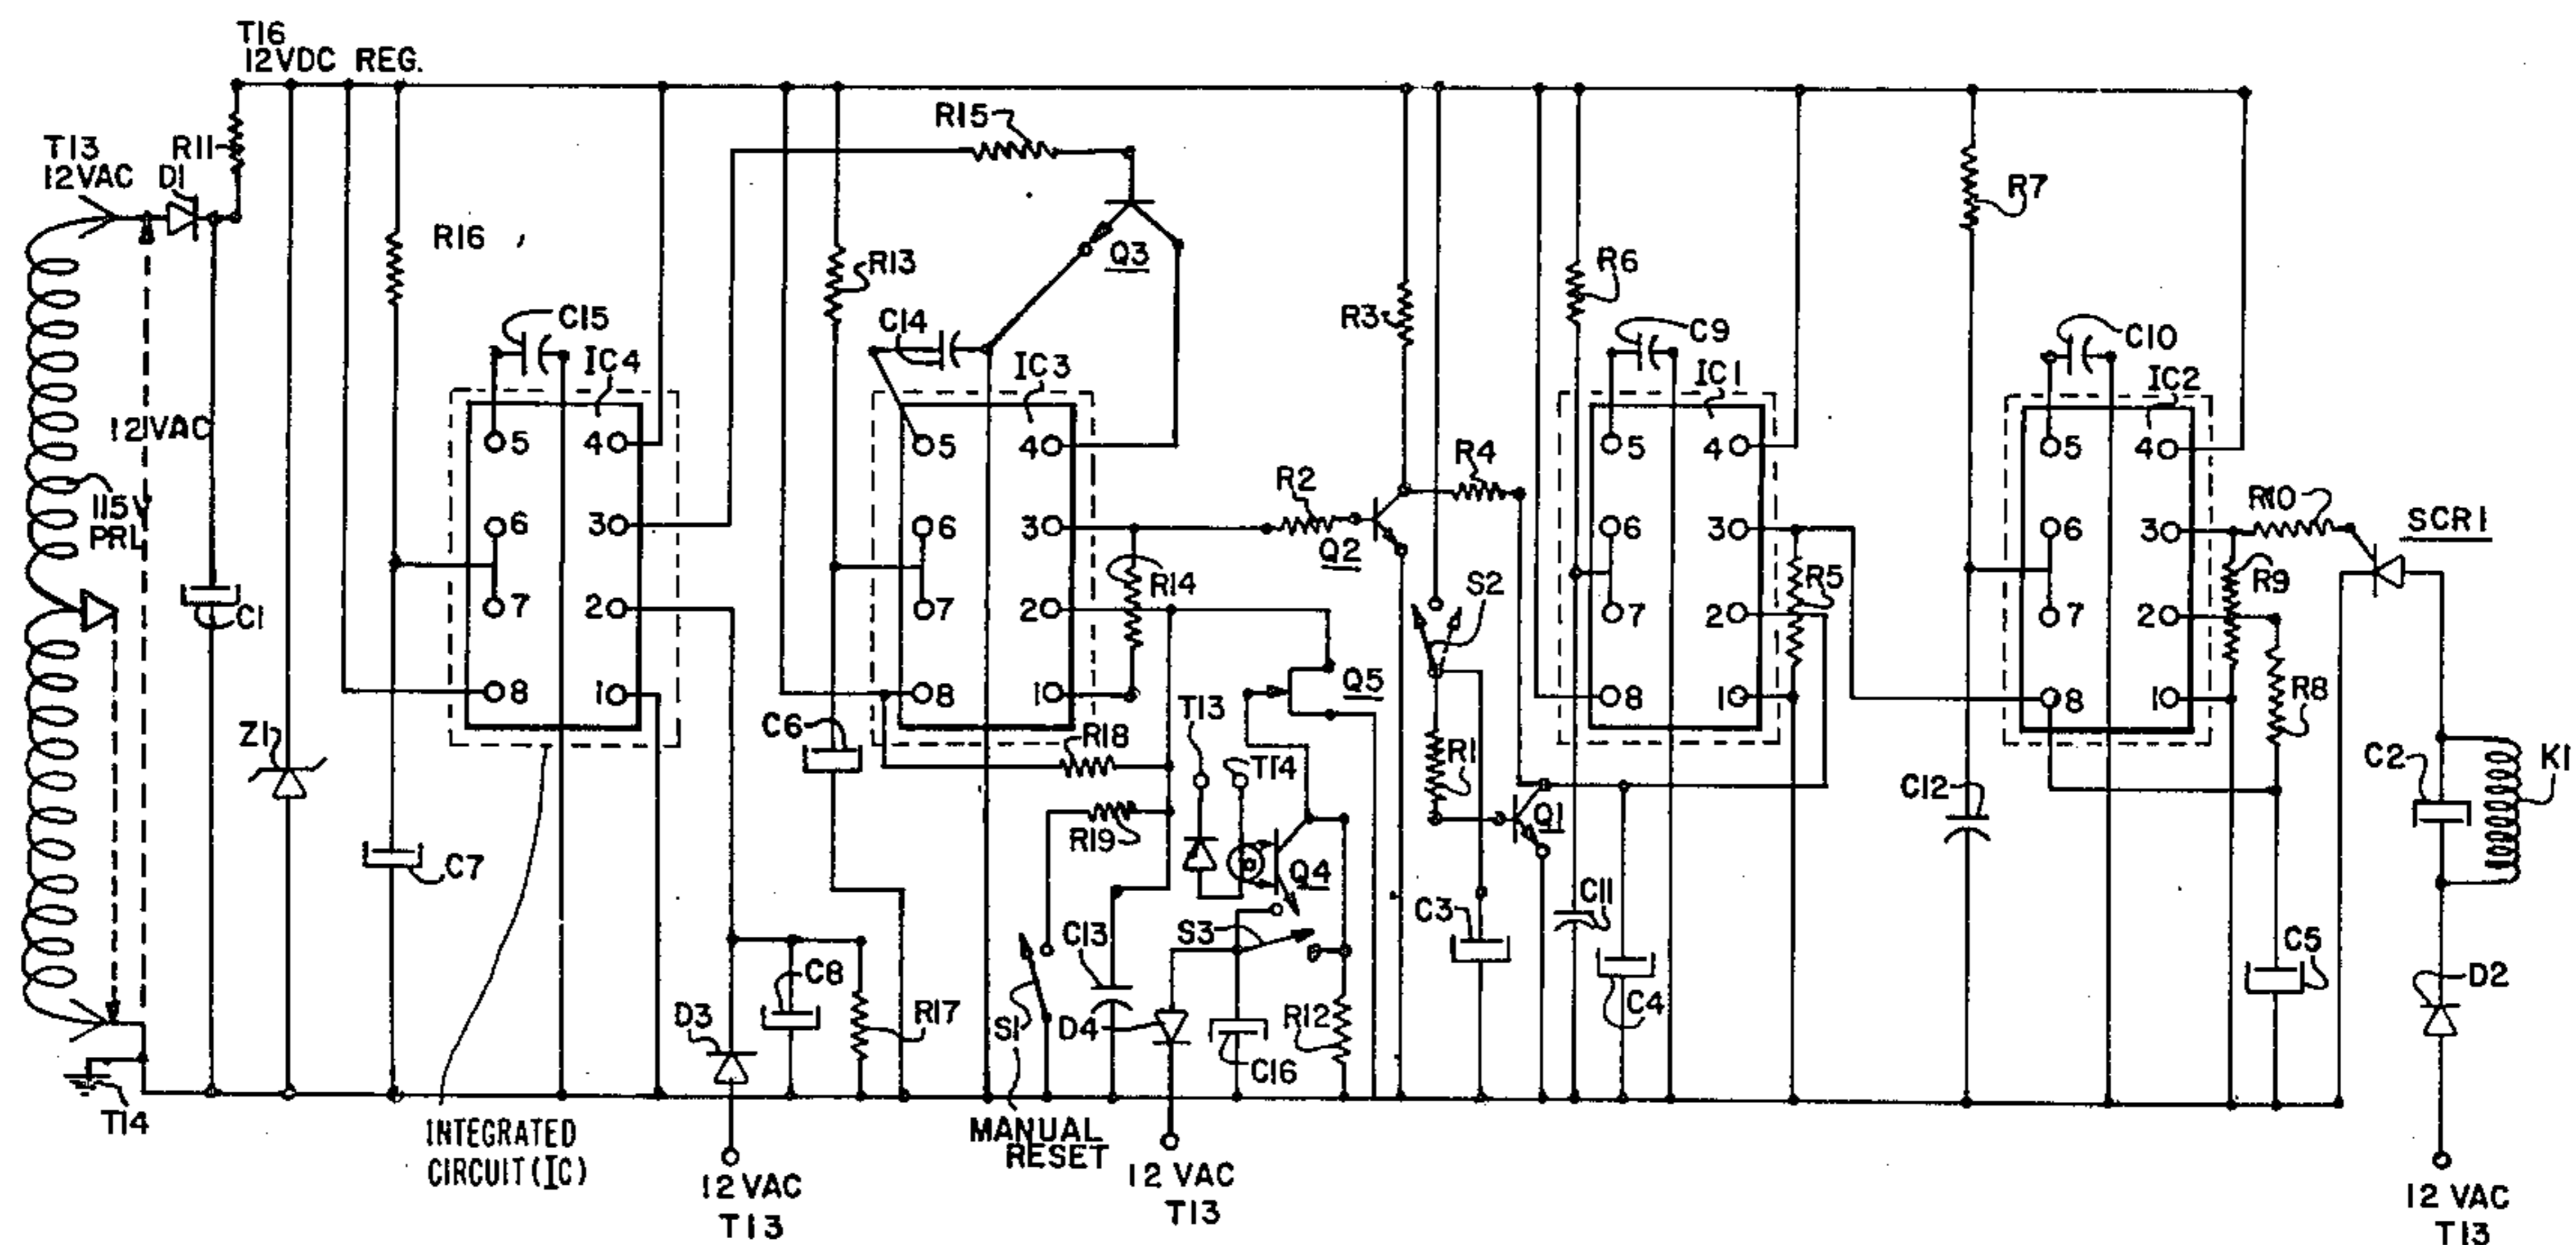 T16
12VDC REG.
T13
12VAC
D1
R11
R15
R16
R13
Q3
R7
R6
R3
C15
C14
C9
C10
IC4
IC3
IC1
IC2
12VAC
115V
PRI.
5
4
5
4
5
4
5
4
R4
R2
R10
SCR1
6
3
6
3
Q2
6
3
6
3
R14
S2
R5
R9
C1
7
2
7
2
7
2
7
2
8
1
8
1
Q5
8
1
8
1
R8
Z1
C6
R18
T13
T14
R1
C2
K1
C12
R19
Q1
Q4
C7
C11
C3
C13
S3
C8
C5
D2
C4
R17
D3
S1
D4
R12
C16
T14
INTEGRATED
CIRCUIT (IC)
MANUAL
RESET
12 VAC
T13
12 VAC
T13
12 VAC
T13